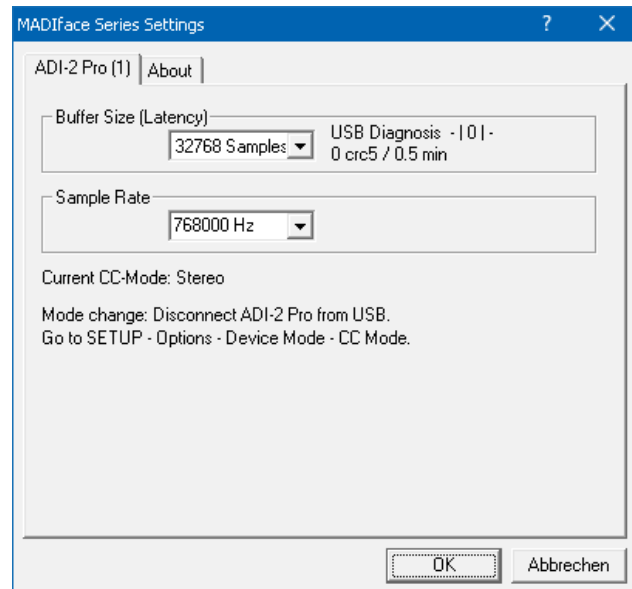 MADIface Series Settings
ADI-2 Pro (1)
About
Buffer Size (Latency)
32768 Samples
USB Diagnosis - | 0 | -
0 crc5 / 0.5 min
Sample Rate
768000 Hz
Current CC-Mode: Stereo
Mode change: Disconnect ADI-2 Pro from USB.
Go to SETUP - Options - Device Mode - CC Mode.
OK
Abbrechen